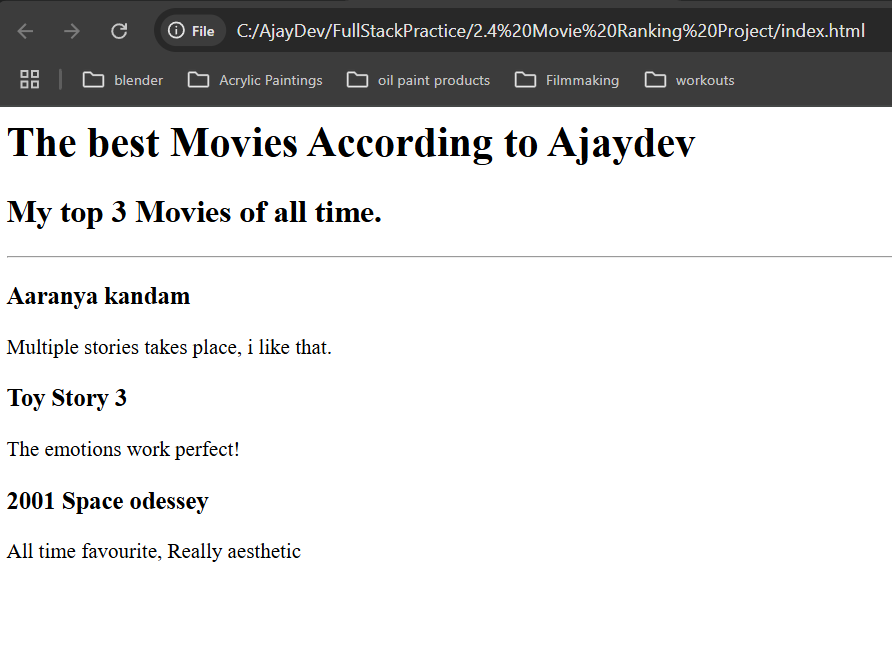 File C:/AjayDev/FullStackPractice/2.4%20Movie%20Ranking%20Project/index.html
blender Acrylic Paintings oil paint products Filmmaking workouts
The best Movies According to Ajaydev
My top 3 Movies of all time.
Aaranya kandam
Multiple stories takes place, i like that.
Toy Story 3
The emotions work perfect!
2001 Space odessey
All time favourite, Really aesthetic